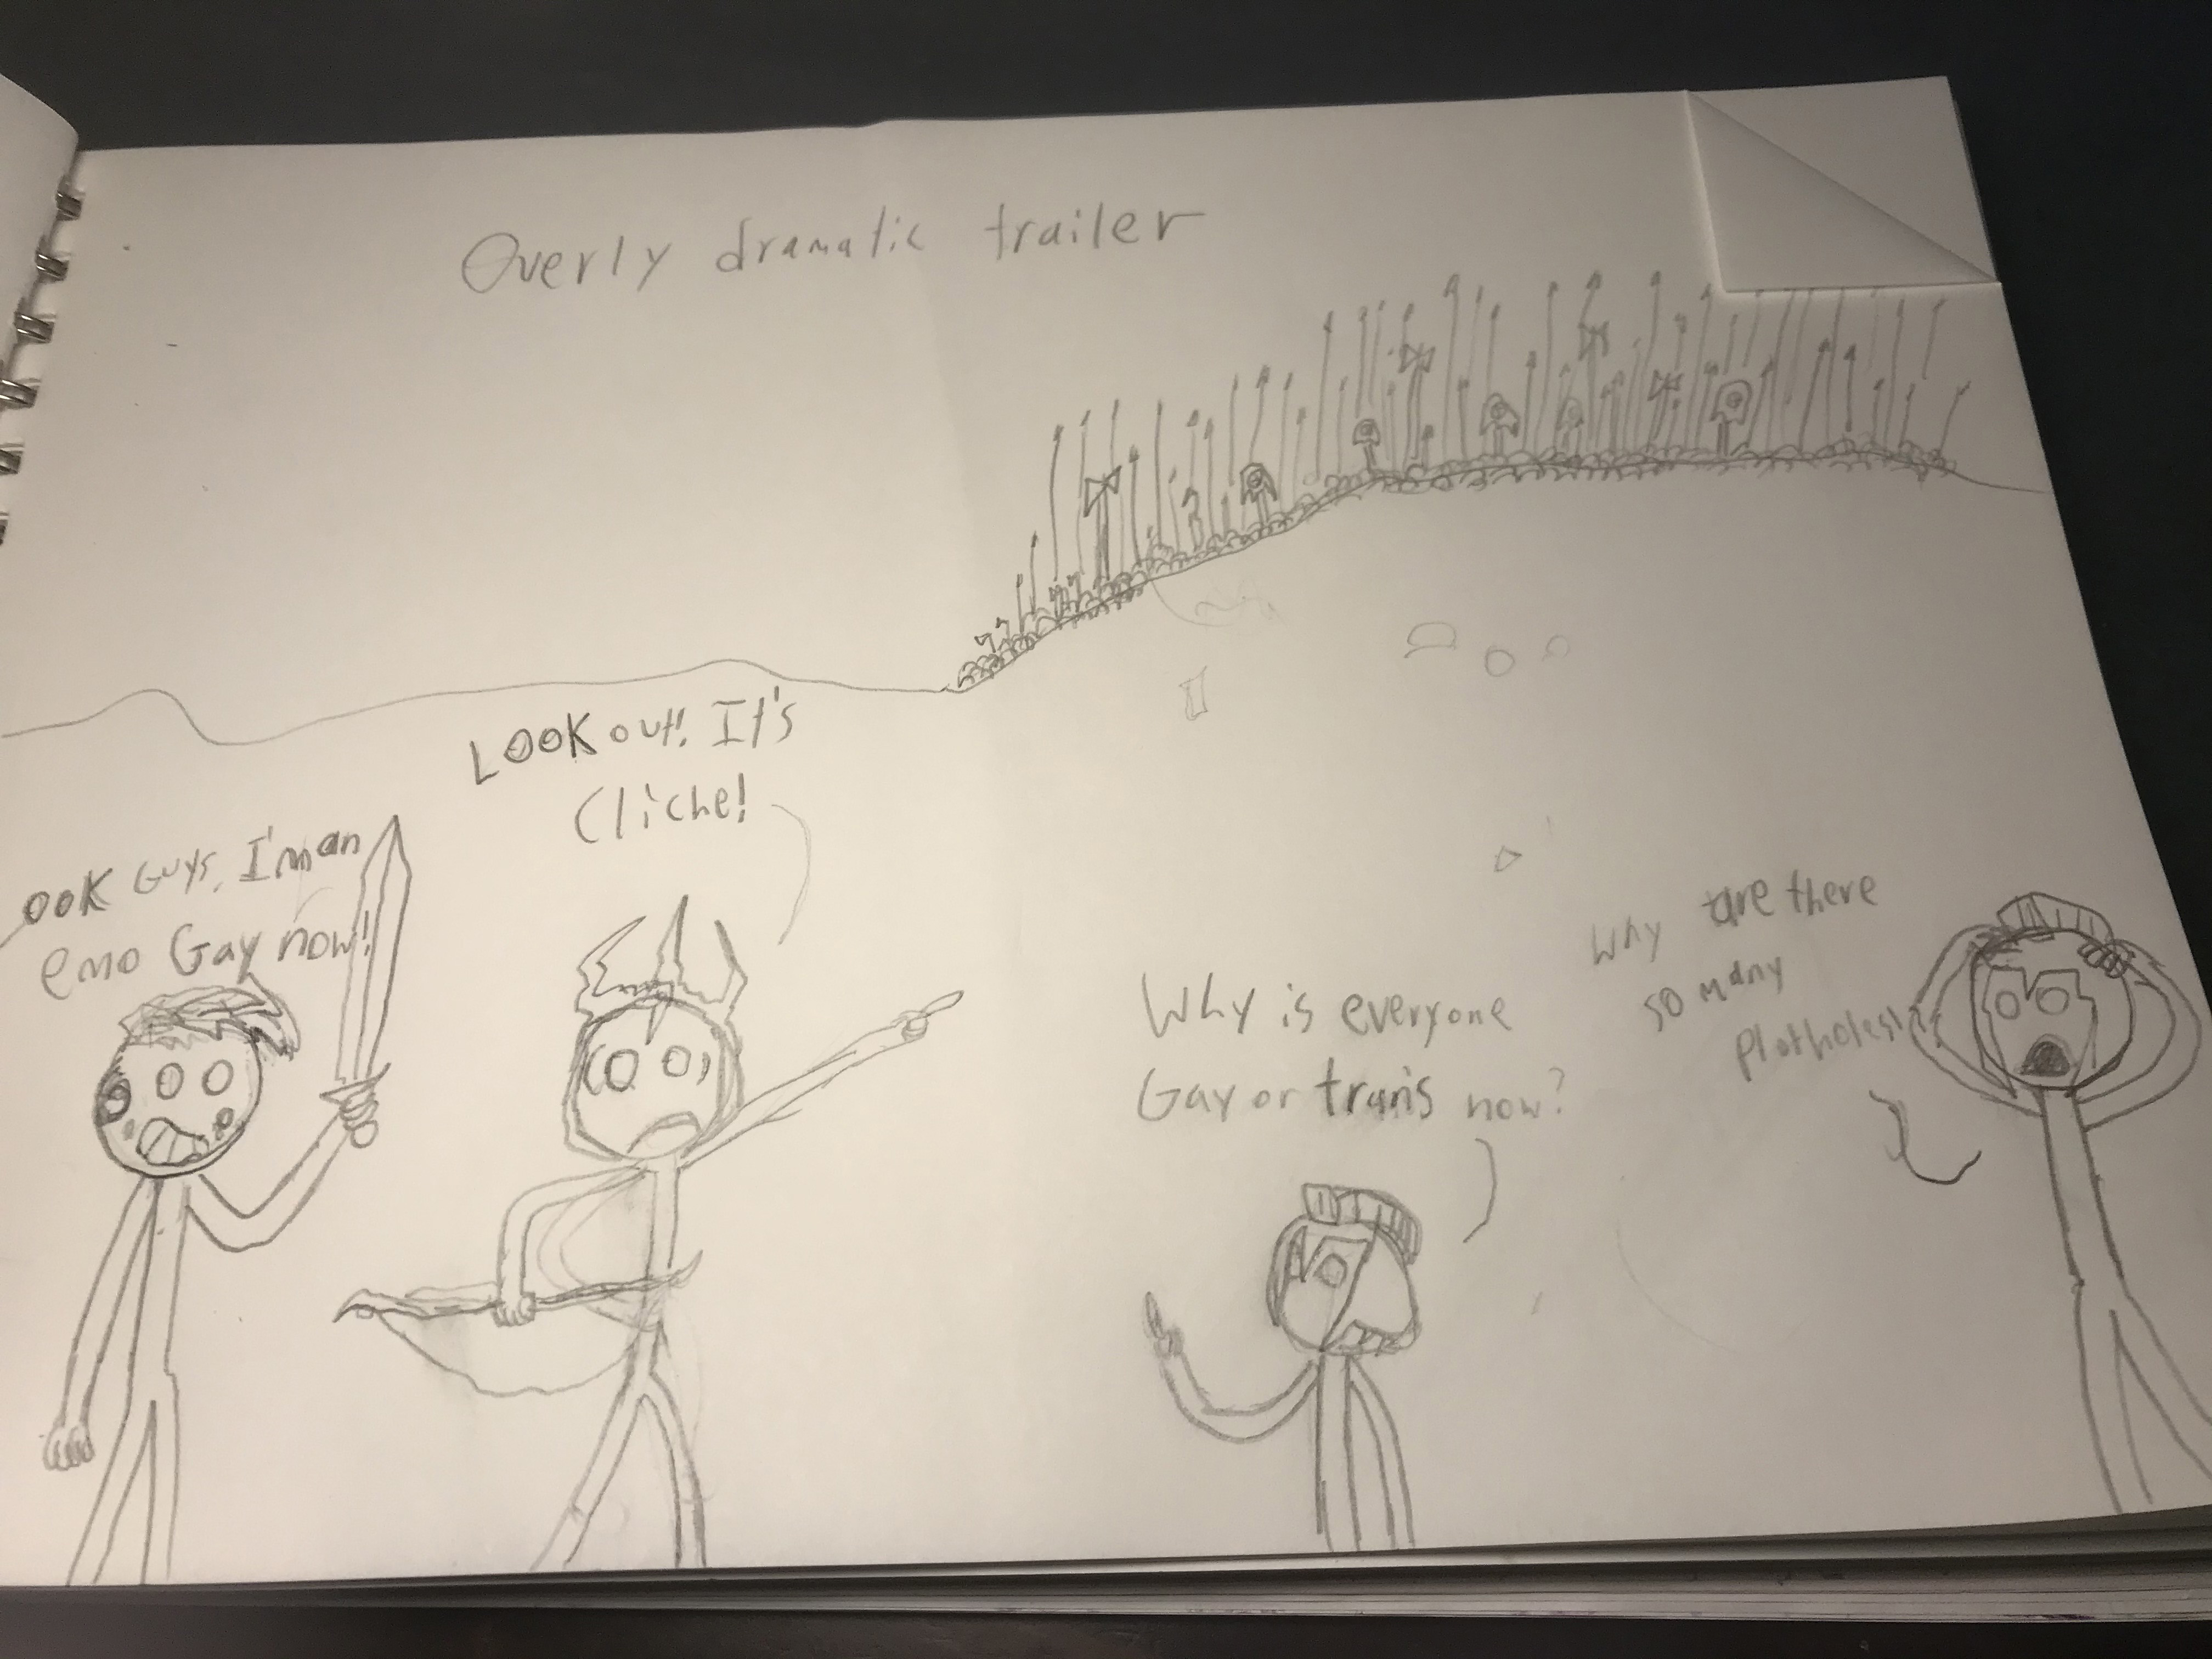 Overly dramatic trailer
LOOK out! It's
Cliche!
ook Guys, I'm an
emo Gay now!
Why is everyone
Gay or trans now?
Why are there
so many
plotholes!